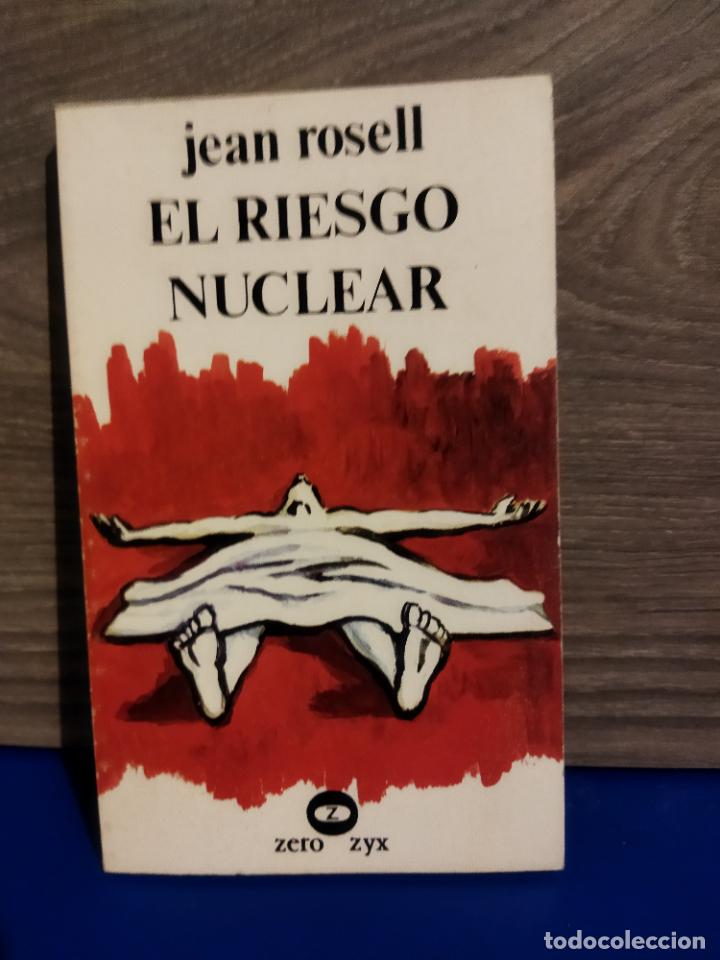 jean rosell
EL RIESGO
NUCLEAR
Z
zero zyx
todocoleccion